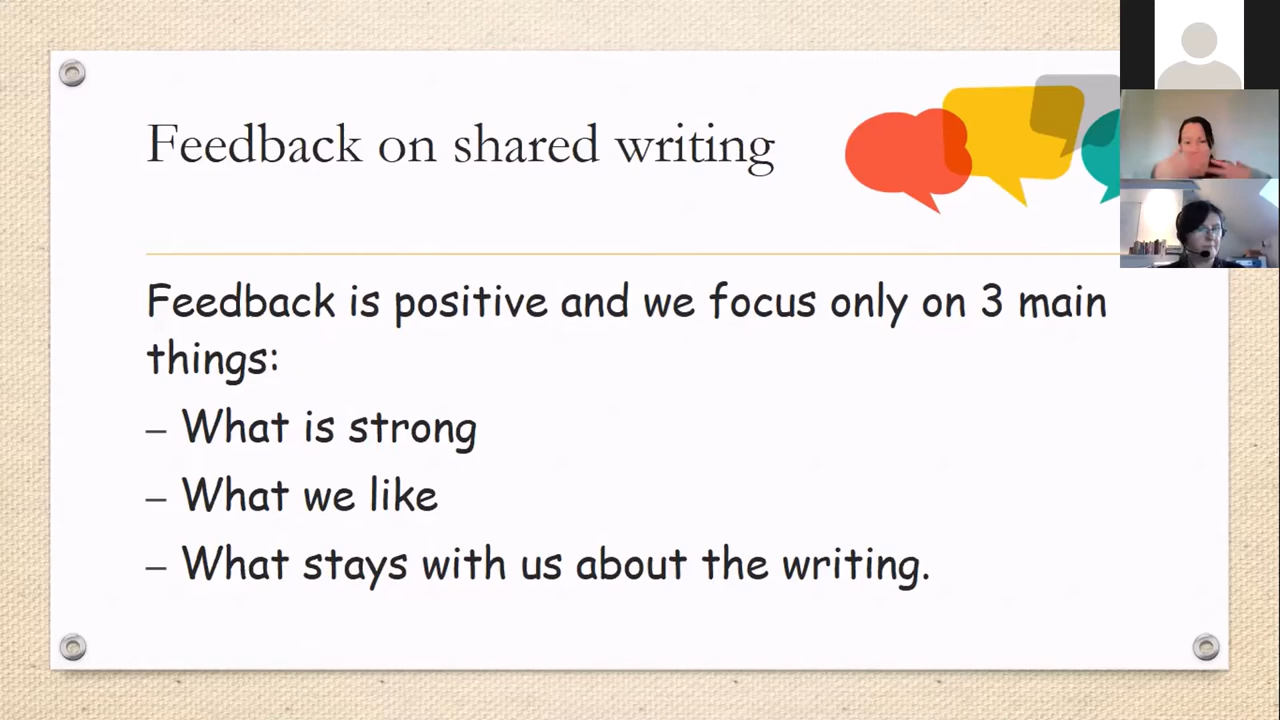 Feedback on shared writing
Feedback is positive and we focus only on 3 main
things:
– What is strong
– What we like
– What stays with us about the writing.